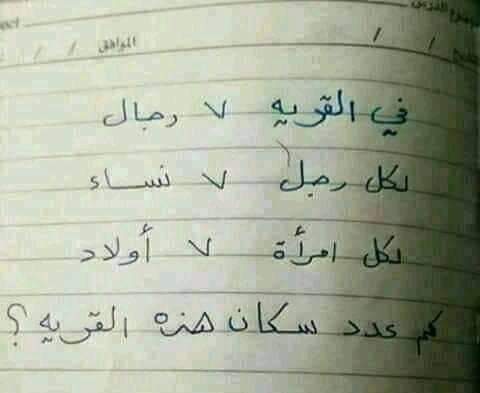 الموافق / /
/ /
في القريه ٧ رجال
لكل رجل ٧ نساء
لكل امرأة ٧ أولاد
كم عدد سكان هذه القريه ؟